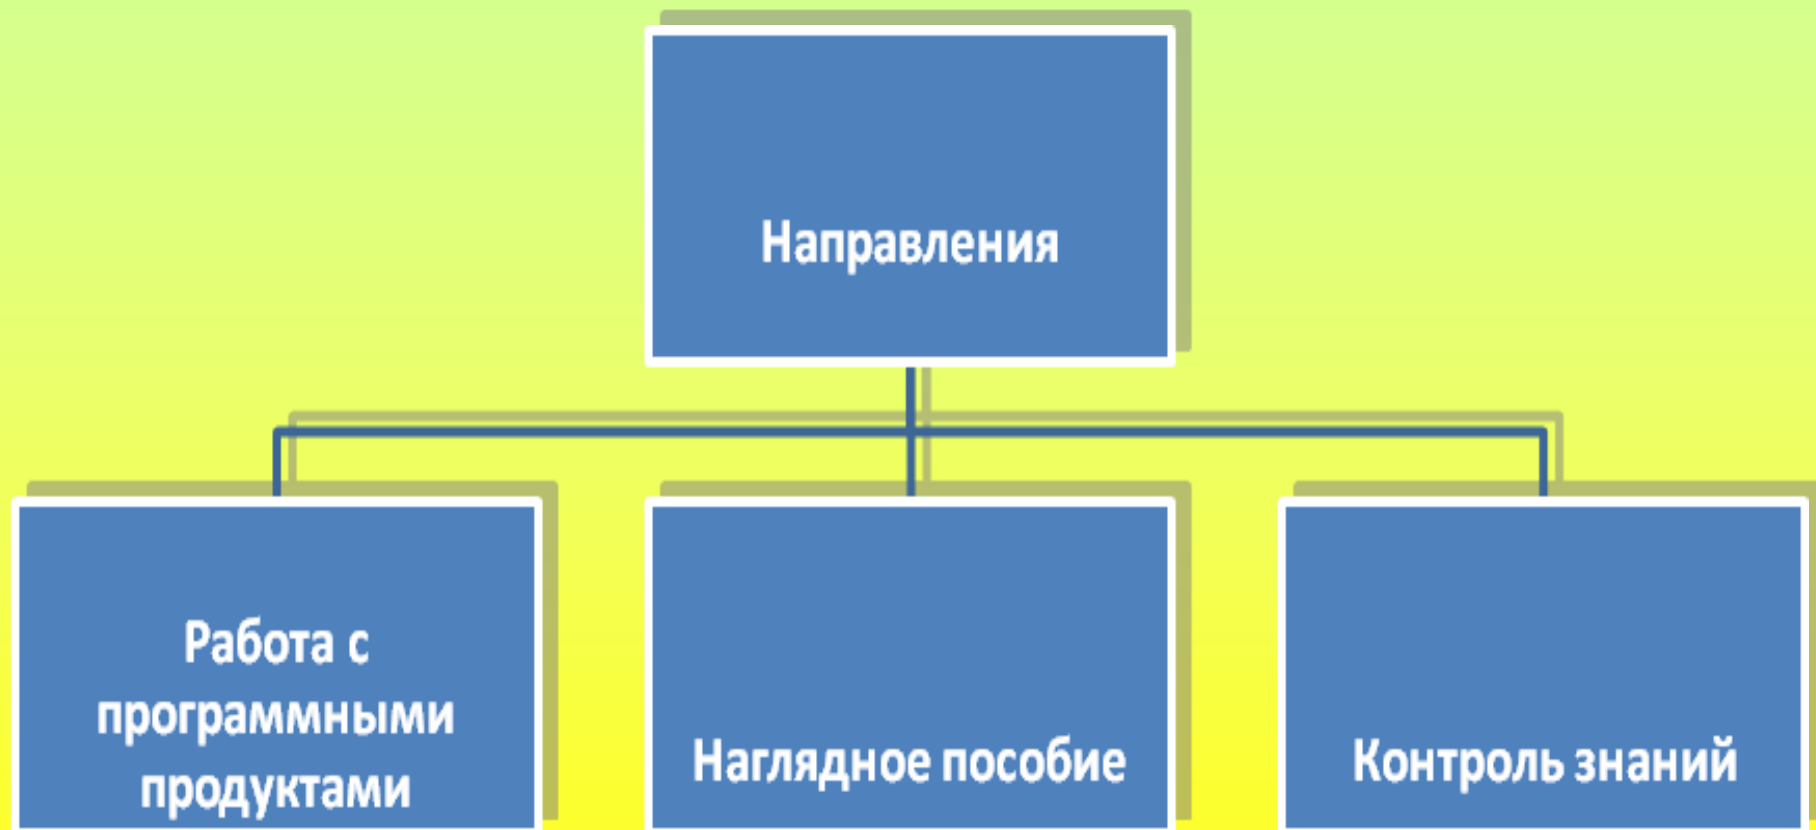 Направления
Работа с
программными
продуктами
Наглядное пособие
Контроль знаний